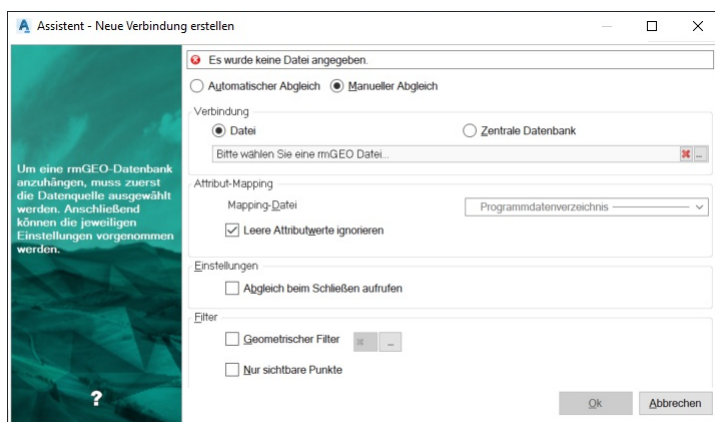 Assistent - Neue Verbindung erstellen
Es wurde keine Datei angegeben.
Automatischer Abgleich Manueller Abgleich
Verbindung
Datei Zentrale Datenbank
Bitte wählen Sie eine rmGEO Datei...
...
Um eine rmGEO-Datenbank
anzuhängen, muss zuerst
die Datenquelle ausgewählt
werden. Anschließend
können die jeweiligen
Einstellungen vorgenommen
werden.
Attribut-Mapping
Mapping-Datei Programmdatenverzeichnis
Leere Attributwerte ignorieren
Einstellungen
Abgleich beim Schließen aufrufen
Filter
Geometrischer Filter ...
Nur sichtbare Punkte
?
Ok Abbrechen